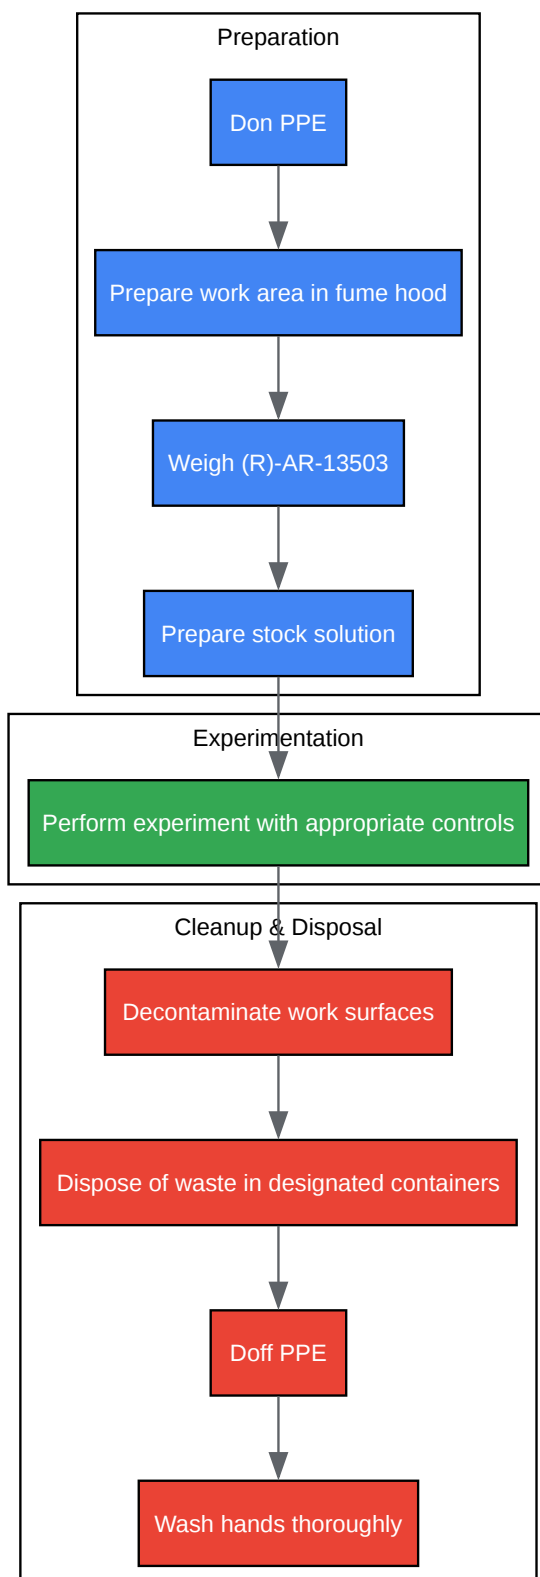 Preparation
Don PPE
Prepare work area in fume hood
Weigh (R)-AR-13503
Prepare stock solution
Experimentation
Perform experiment with appropriate controls
Cleanup & Disposal
Decontaminate work surfaces
Dispose of waste in designated containers
Doff PPE
Wash hands thoroughly